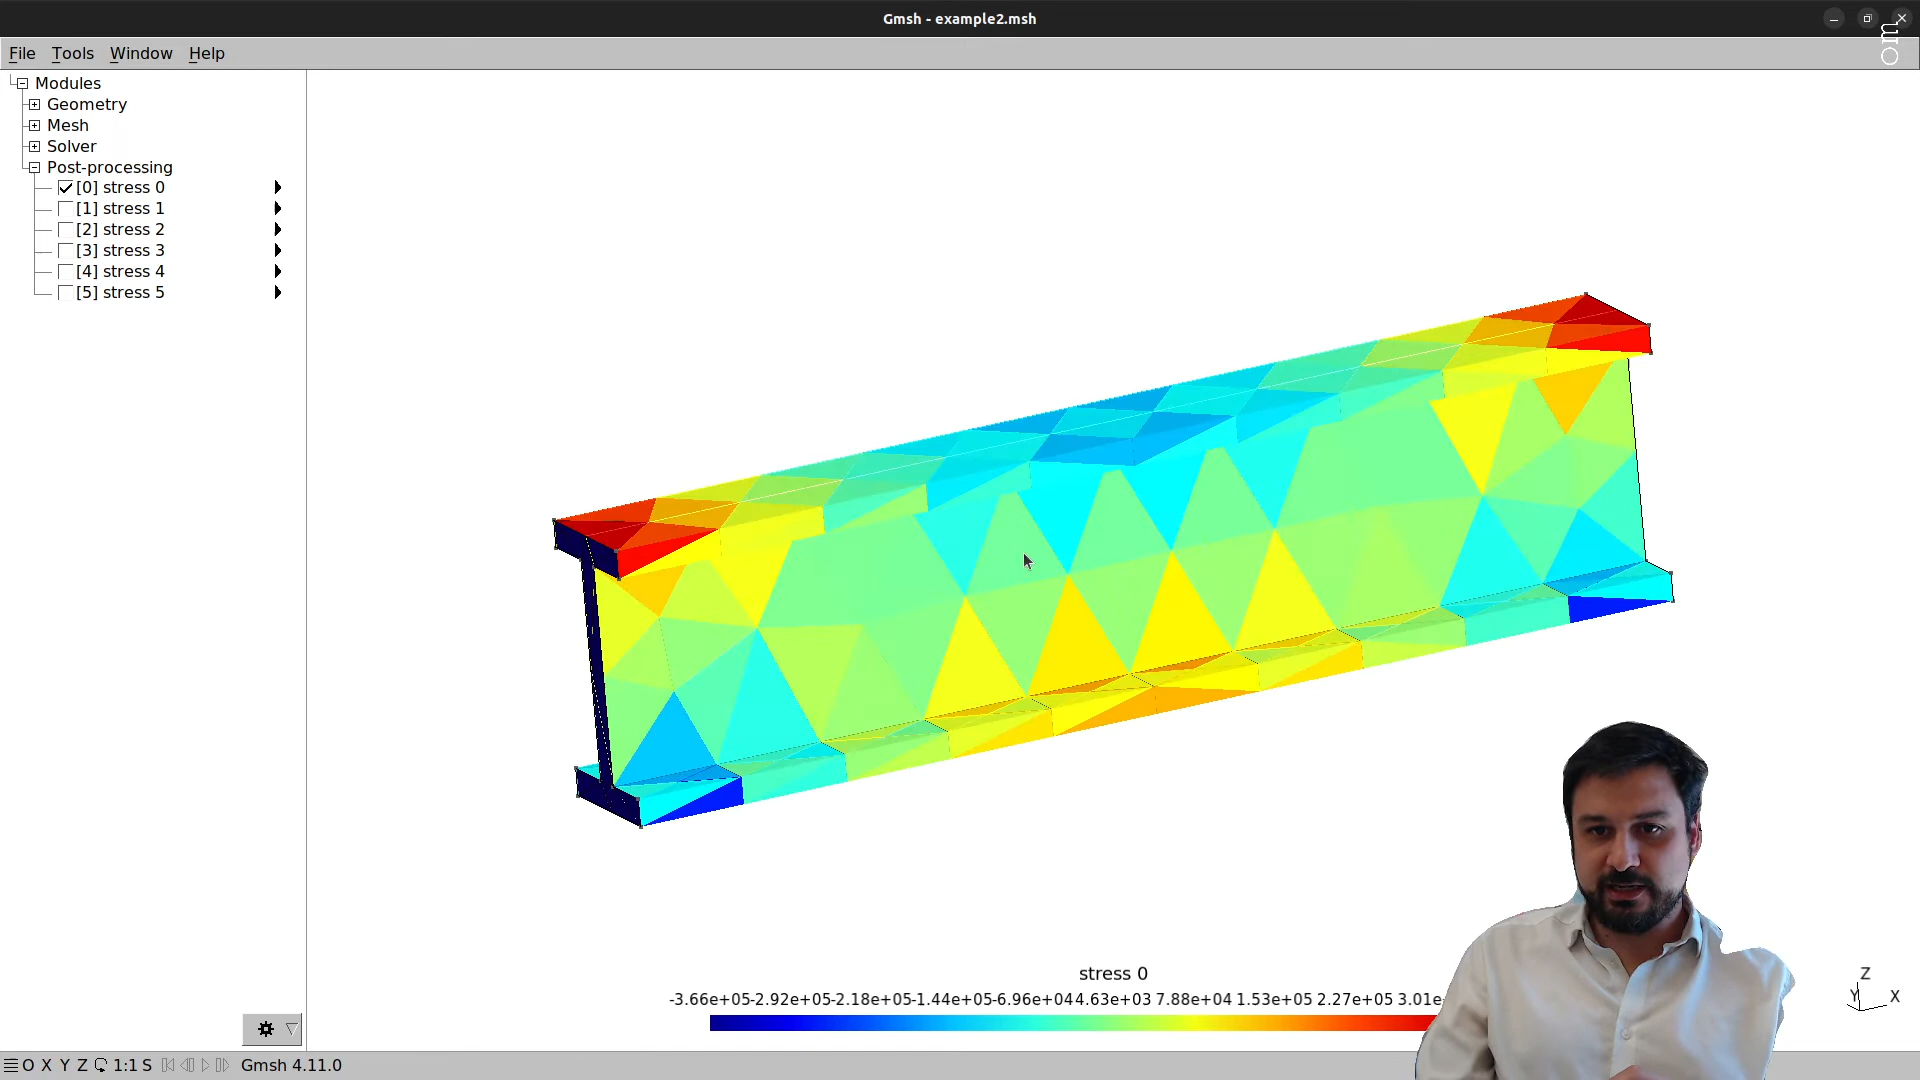 Gmsh - example2.msh
File Tools Window Help
Modules
Geometry
Mesh
Solver
Post-processing
[0] stress 0
[1] stress 1
[2] stress 2
[3] stress 3
[4] stress 4
[5] stress 5
stress 0
-3.66e+05-2.92e+05-2.18e+05-1.44e+05-6.96e+044.63e+03 7.88e+04 1.53e+05 2.27e+05 3.01e
Z
Y X
O X Y Z 1:1 S Gmsh 4.11.0